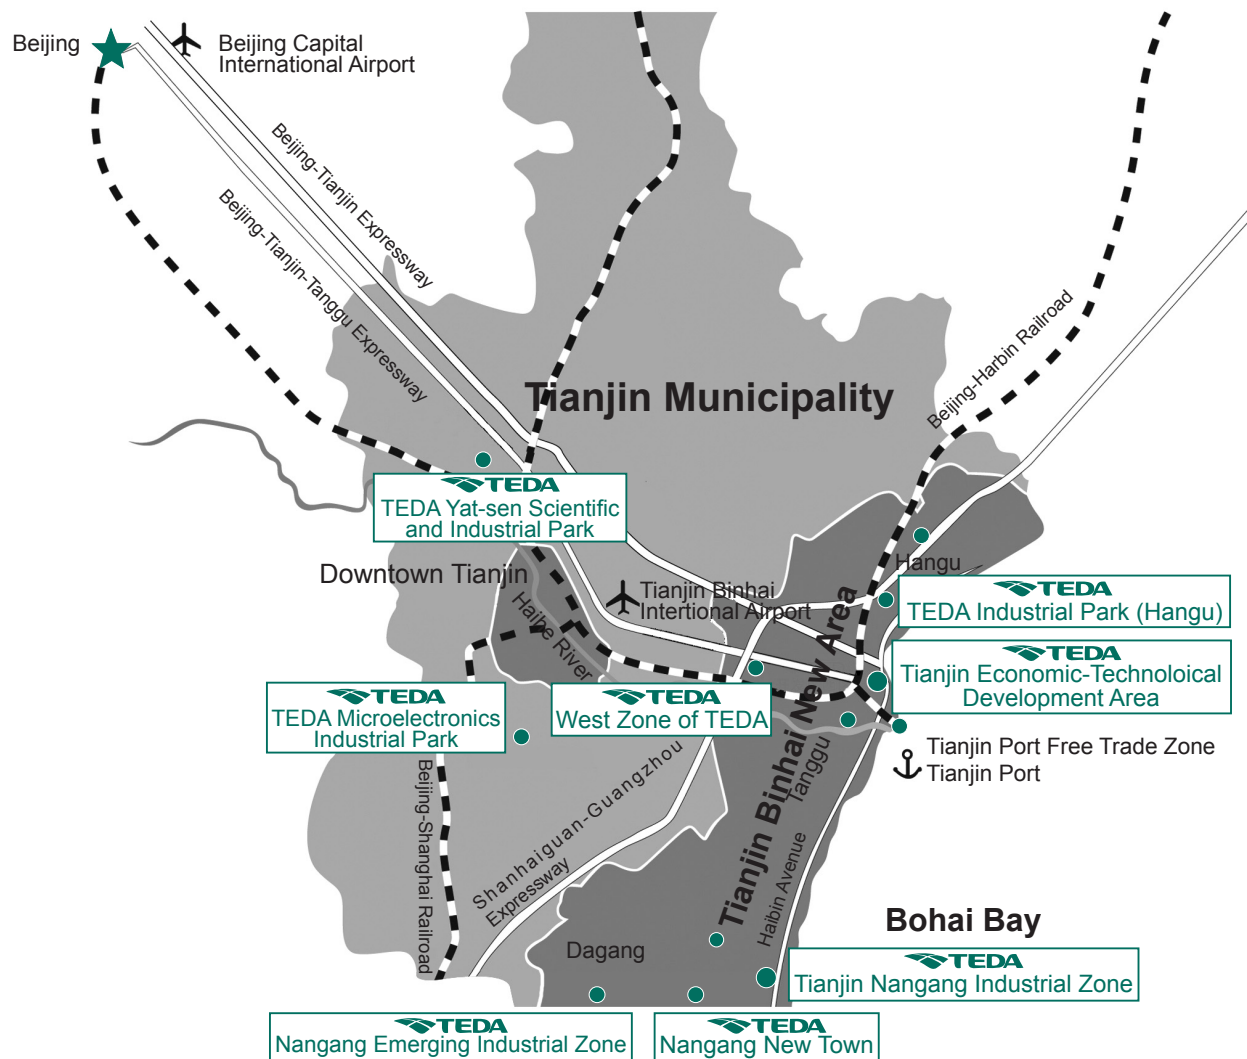 Beijing
Beijing Capital
International Airport
Beijing-Tianjin Expressway
Beijing-Tianjin-Tanggu Expressway
Beijing-Harbin Railroad
Tianjin Municipality
TEDA
TEDA Yat-sen Scientific
and Industrial Park
Downtown Tianjin
Haihe River
Tianjin Binhai
Intertional Airport
Hangu
TEDA
TEDA Industrial Park (Hangu)
TEDA
Tianjin Economic-Technoloical
Development Area
TEDA
TEDA Microelectronics
Industrial Park
TEDA
West Zone of TEDA
Tianjin Binhai New Area
Tanggu
Tianjin Port Free Trade Zone
Tianjin Port
Beijing-Shanghai Railroad
Shanhaiguan-Guangzhou
Expressway
Haibin Avenue
Bohai Bay
Dagang
TEDA
Tianjin Nangang Industrial Zone
TEDA
Nangang Emerging Industrial Zone
TEDA
Nangang New Town